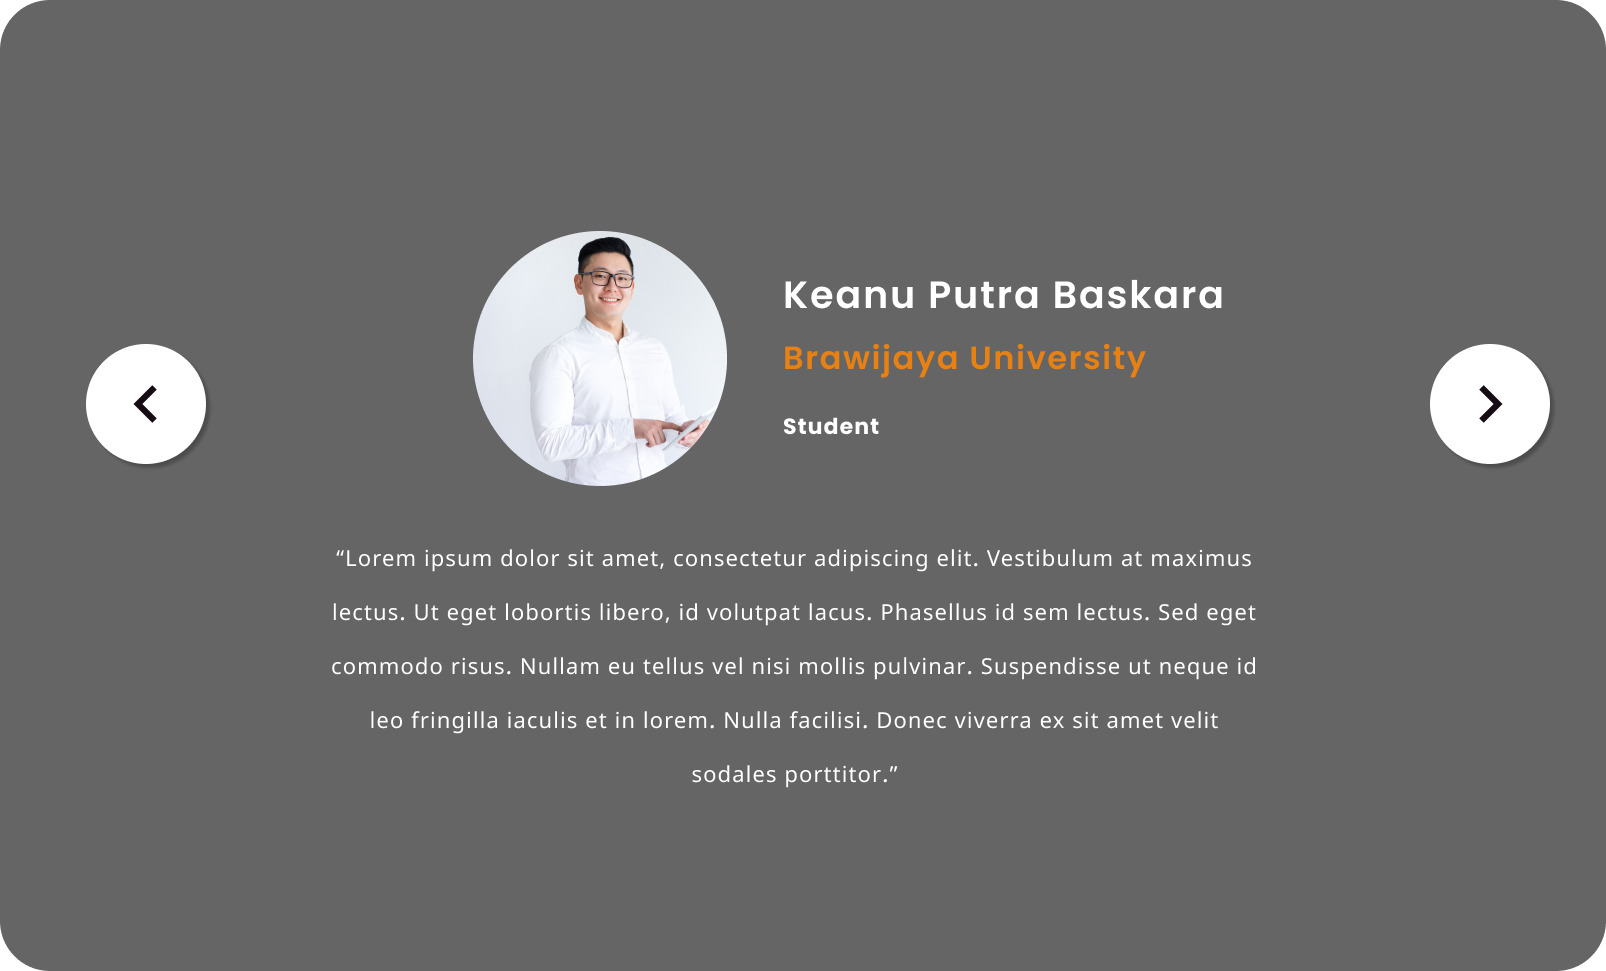 Keanu Putra Baskara
Brawijaya University
Student
“Lorem ipsum dolor sit amet, consectetur adipiscing elit. Vestibulum at maximus
lectus. Ut eget lobortis libero, id volutpat lacus. Phasellus id sem lectus. Sed eget
commodo risus. Nullam eu tellus vel nisi mollis pulvinar. Suspendisse ut neque id
leo fringilla iaculis et in lorem. Nulla facilisi. Donec viverra ex sit amet velit
sodales porttitor.”